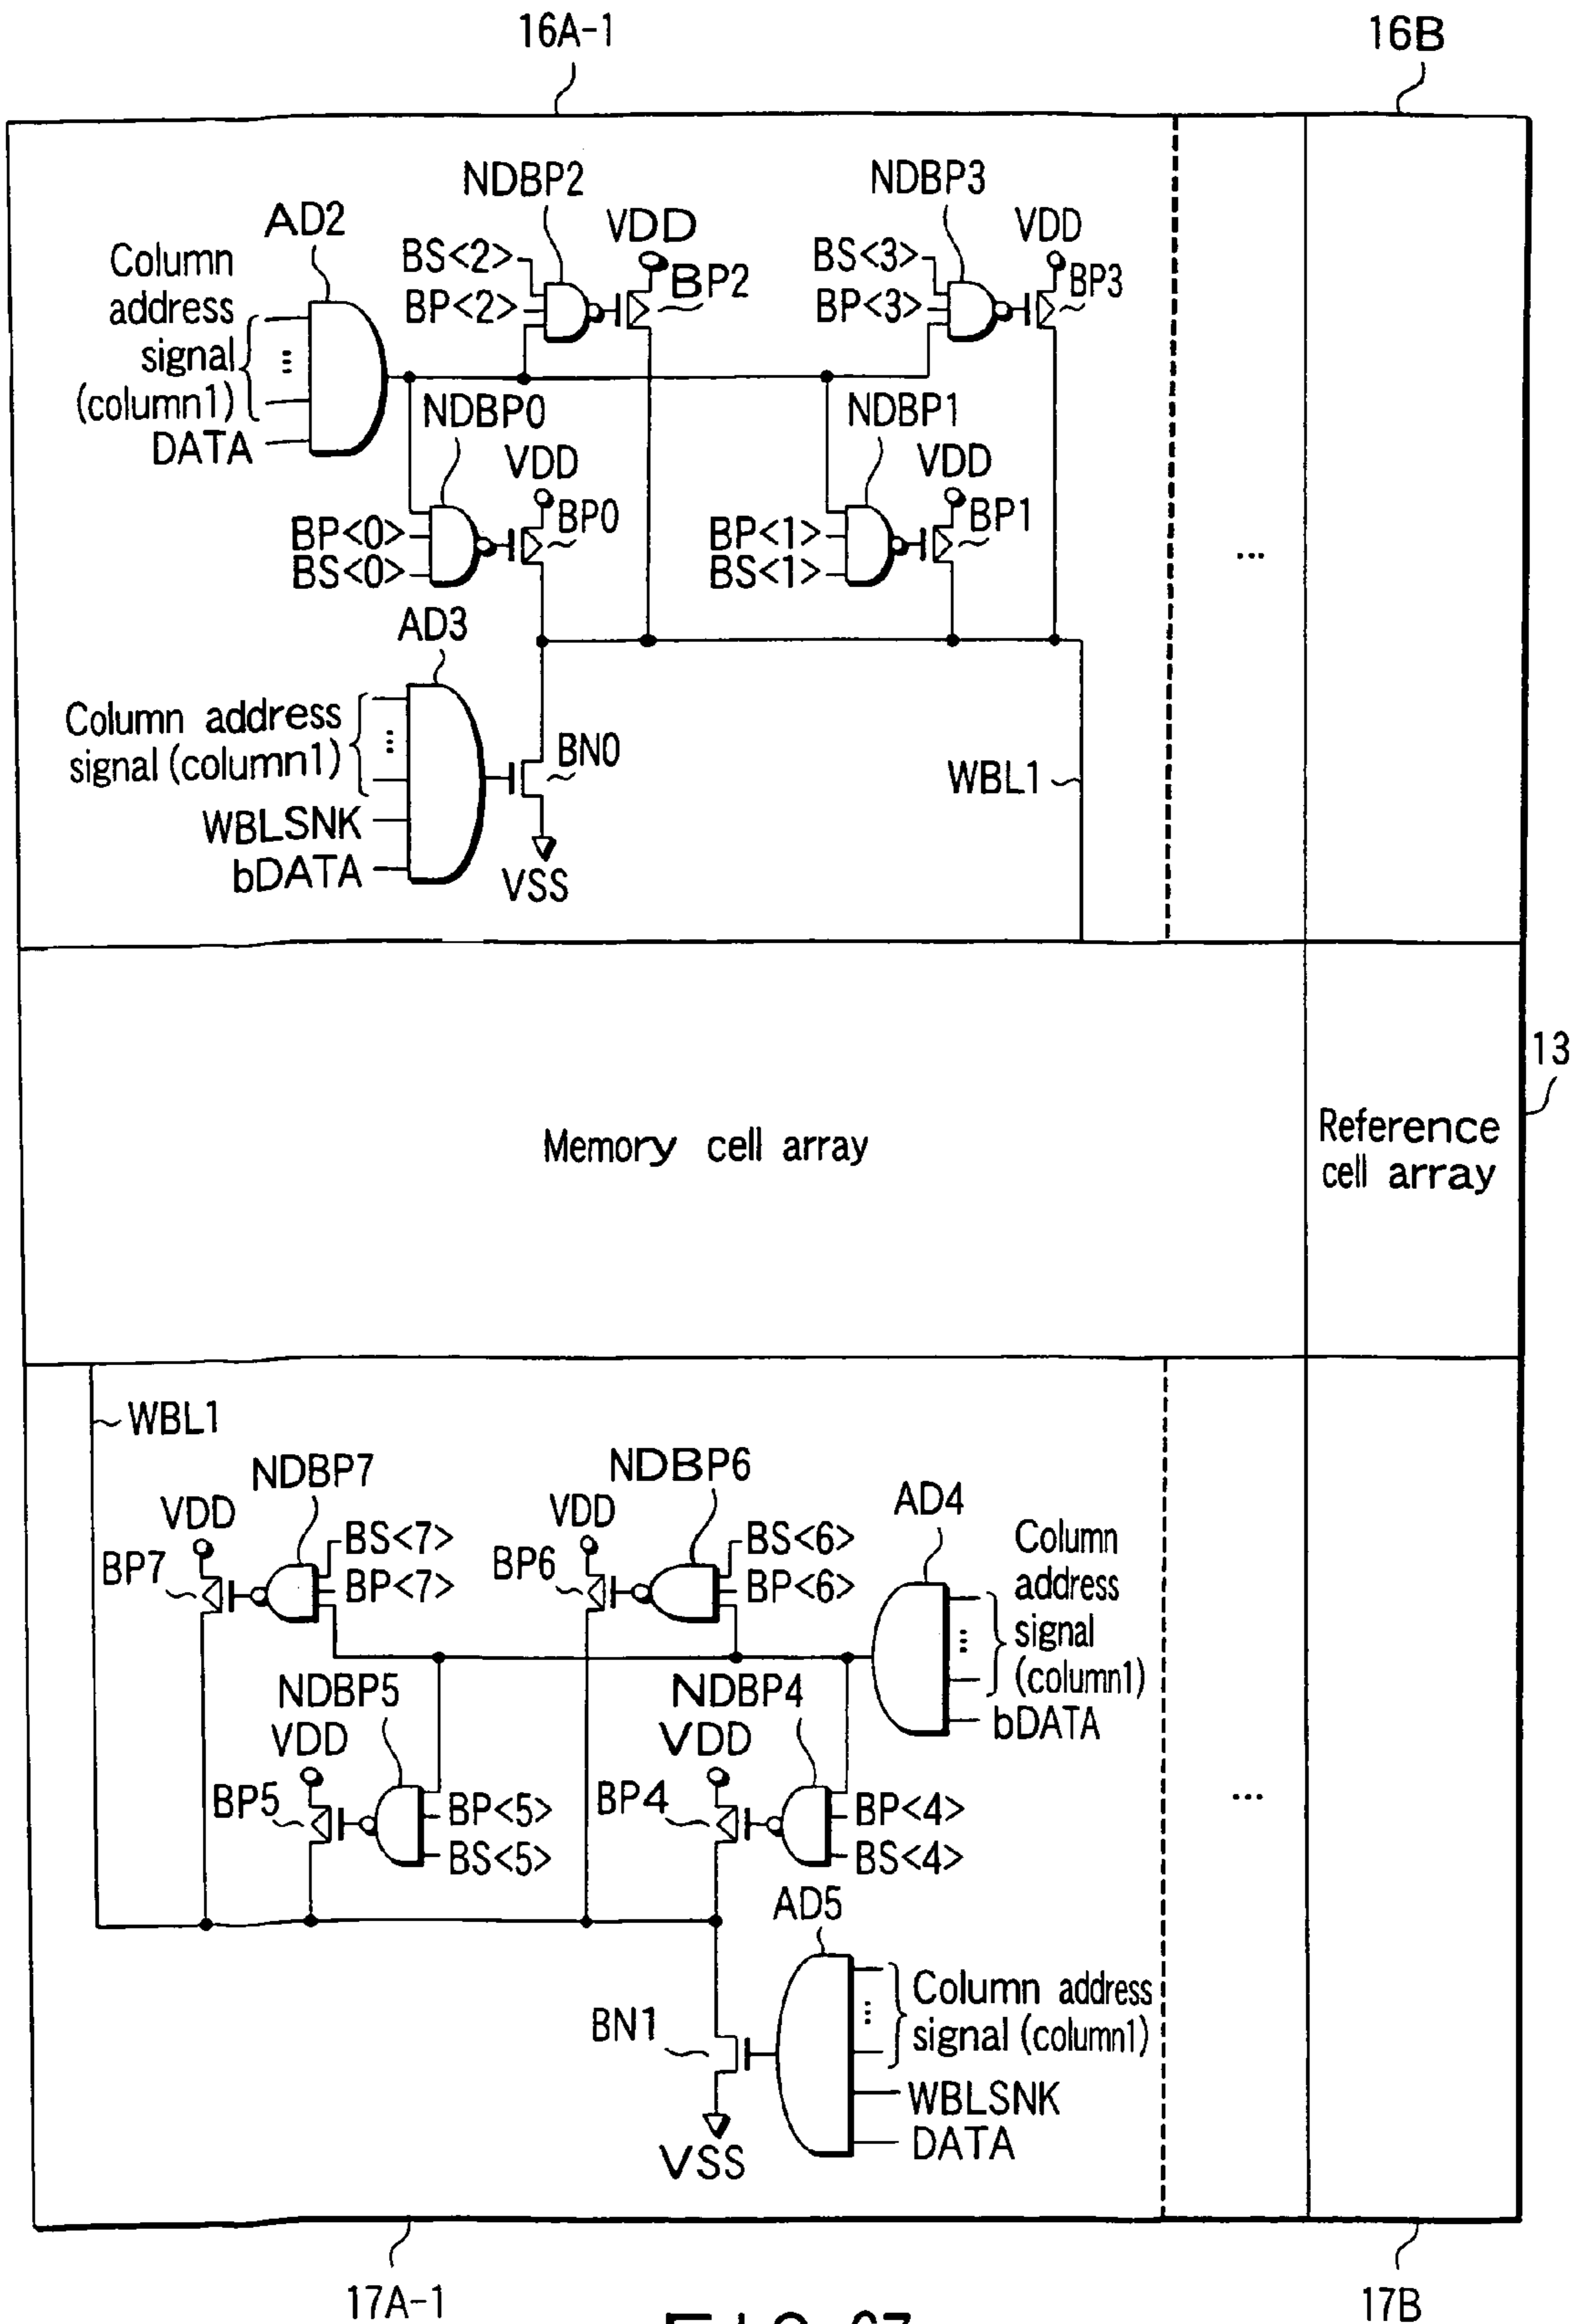 16A-1
16B
NDBP2
NDBP3
AD2
VDD
VDD
Column
address
signal
(column1)
DATA
BS<2>
BP<2>
BP2
BS<3>
BP<3>
BP3
...
NDBP0
NDBP1
VDD
VDD
BP<0>
BS<0>
BP0
BP<1>
BS<1>
BP1
...
AD3
Column address
signal (column1)
...
WBLSNK
bDATA
BN0
VSS
WBL1
13
Memory cell array
Reference
cell array
WBL1
NDBP7
NDBP6
AD4
VDD
VDD
BP7
BS<7>
BP<7>
BP6
BS<6>
BP<6>
Column
address
signal
(column1)
...
bDATA
NDBP5
NDBP4
VDD
VDD
BP5
BP<5>
BS<5>
BP4
BP<4>
BS<4>
...
AD5
BN1
Column address
signal (column1)
...
WBLSNK
DATA
VSS
17A-1
17B